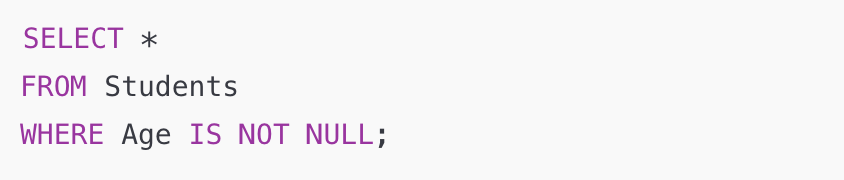 SELECT *
FROM Students
WHERE Age IS NOT NULL;